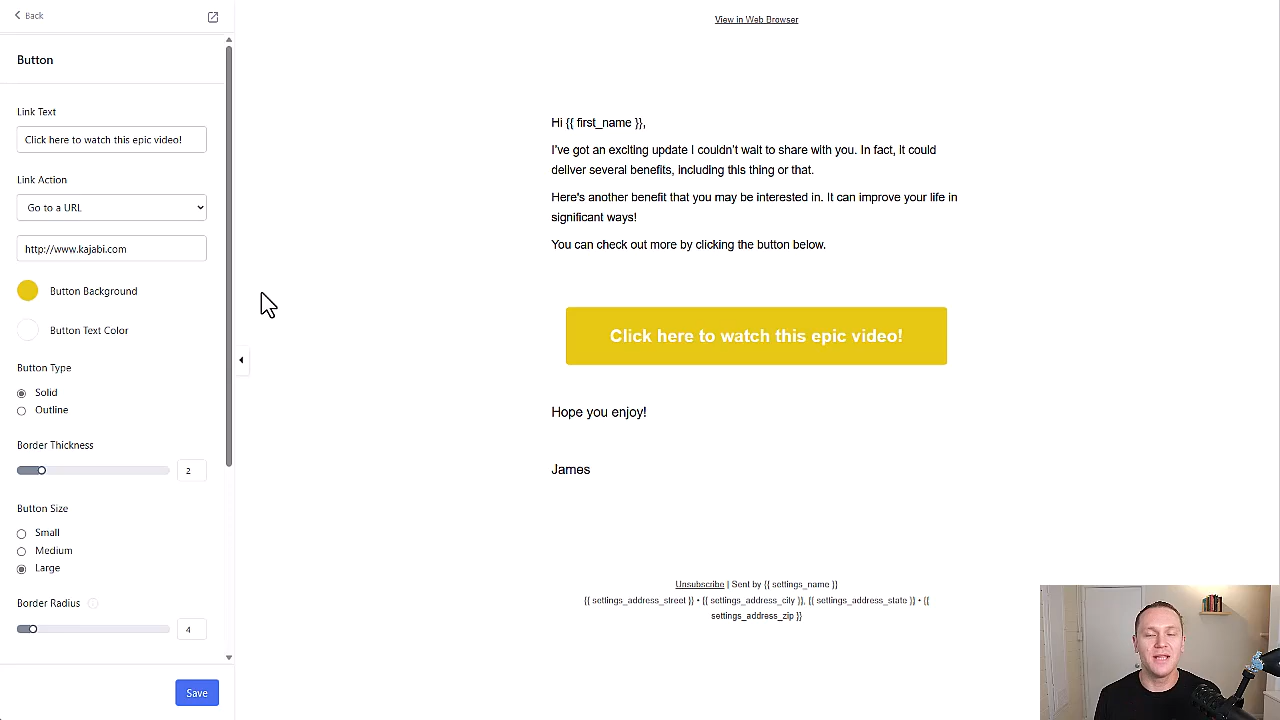 Back
Button
Link Text
Click here to watch this epic video!
Link Action
Go to a URL
http://www.kajabi.com
Button Background
Button Text Color
Button Type
Solid
Outline
Border Thickness
2
Button Size
Small
Medium
Large
Border Radius
4
Save
View in Web Browser
Hi {{ first_name }},
I've got an exciting update I couldn't wait to share with you. In fact, it could
deliver several benefits, including this thing or that.
Here's another benefit that you may be interested in. It can improve your life in
significant ways!
You can check out more by clicking the button below.
Click here to watch this epic video!
Hope you enjoy!
James
Unsubscribe | Sent by {{ settings_name }}
{{ settings_address_street }} • {{ settings_address_city }}, {{ settings_address_state }} • {{
settings_address_zip }}